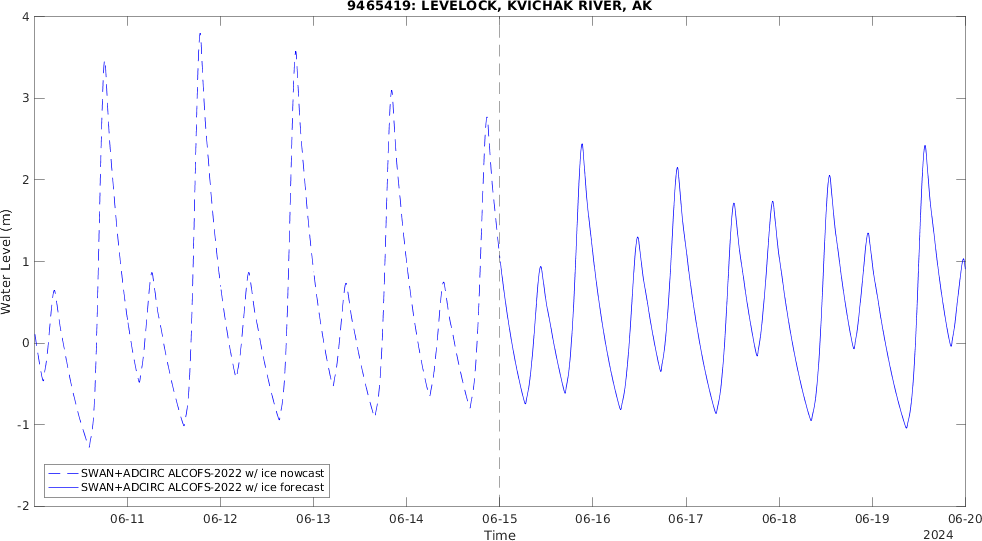 9465419: LEVELOCK, KVICHAK RIVER, AK
4
3
2
1
0
-1
-2
Water Level (m)
SWAN+ADCIRC ALCOFS-2022 w/ ice nowcast
SWAN+ADCIRC ALCOFS-2022 w/ ice forecast
06-11 06-12 06-13 06-14 06-15 06-16 06-17 06-18 06-19 06-20
Time
2024